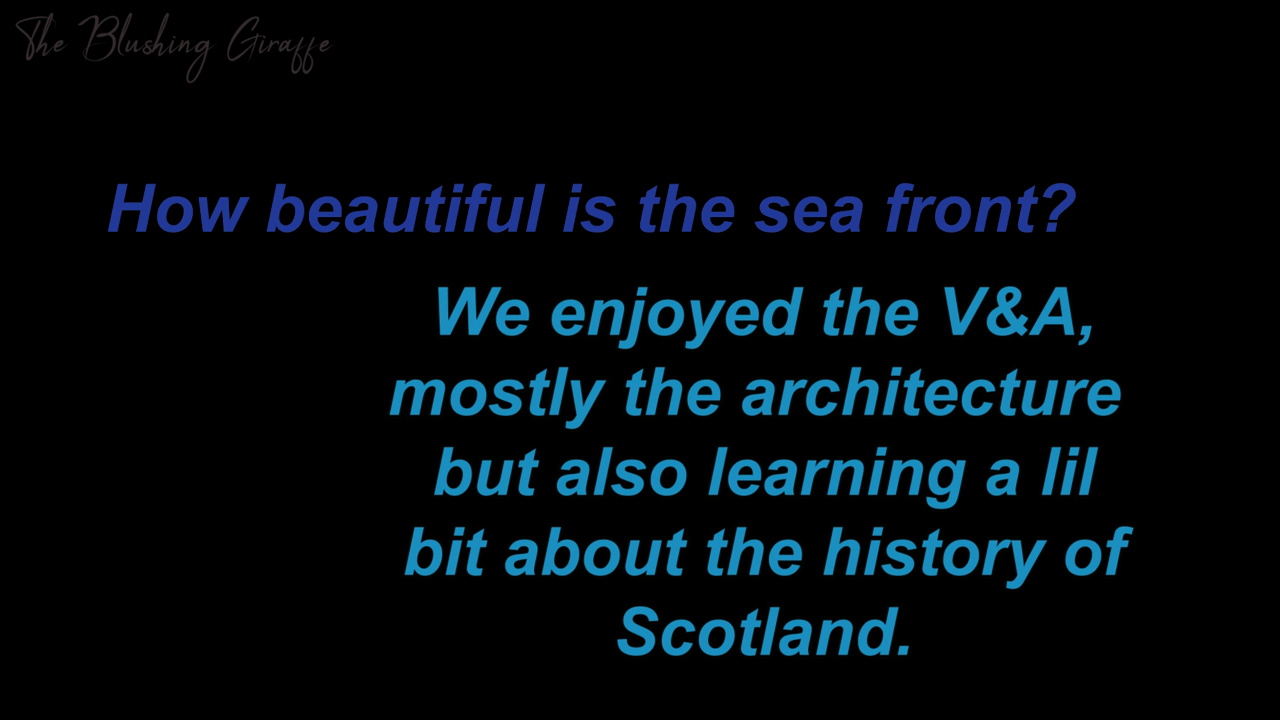 The Blushing Giraffe
How beautiful is the sea front?
We enjoyed the V&A,
mostly the architecture
but also learning a lil
bit about the history of
Scotland.